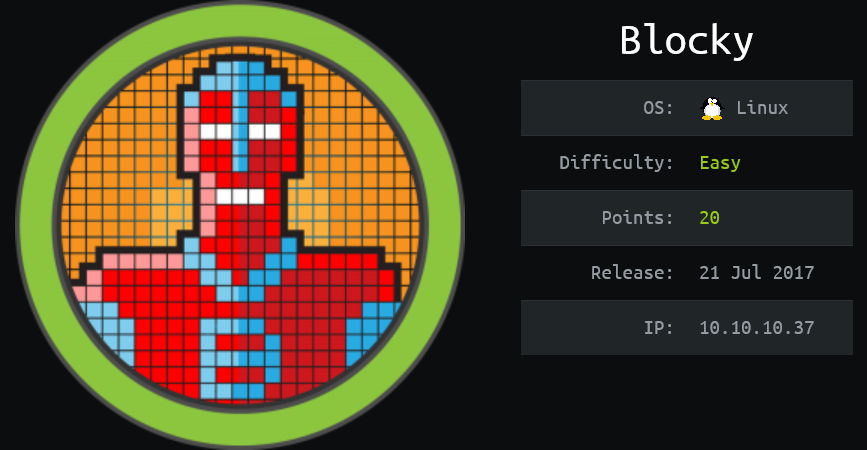 Blocky
OS: Linux
Difficulty: Easy
Points: 20
Release: 21 Jul 2017
IP: 10.10.10.37